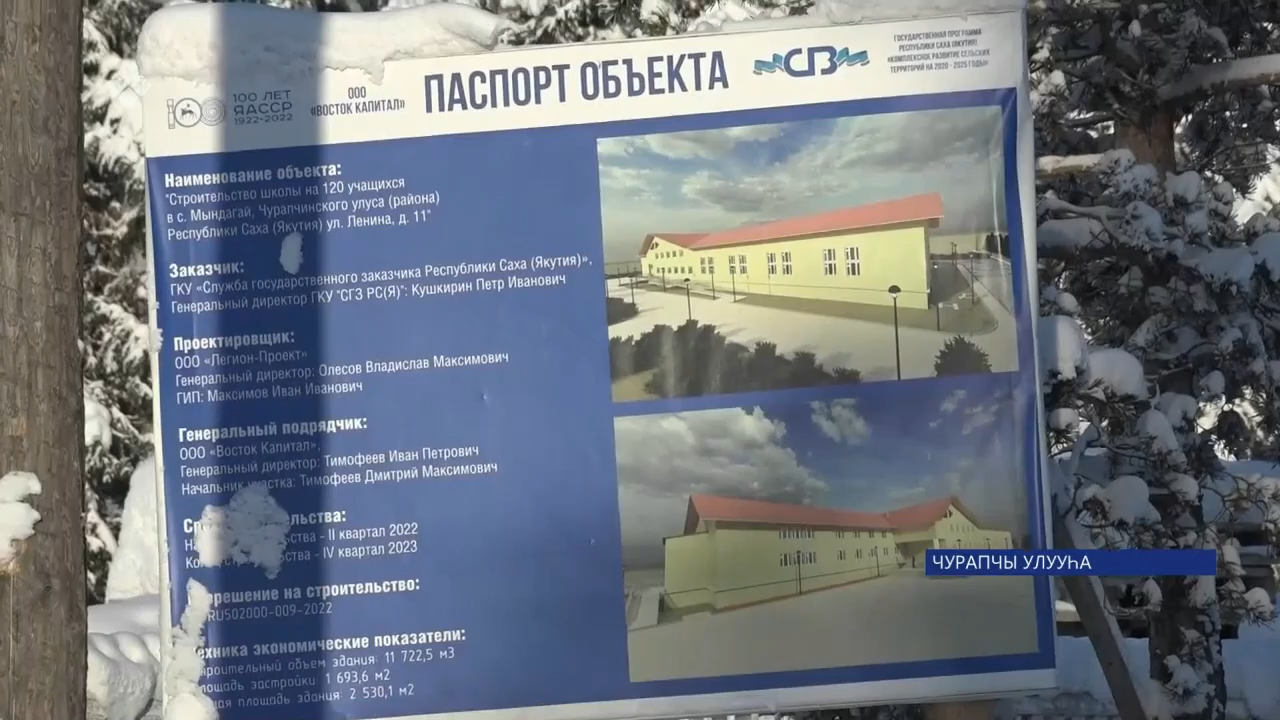 100 ЛЕТ
ЯАССР
1922-2022
ООО
«ВОСТОК КАПИТАЛ»
ПАСПОРТ ОБЪЕКТА
СГЗ
ГОСУДАРСТВЕННАЯ ПРОГРАММА
РЕСПУБЛИКИ САХА (ЯКУТИЯ)
«КОМПЛЕКСНОЕ РАЗВИТИЕ СЕЛЬСКИХ
ТЕРРИТОРИЙ НА 2020 - 2025 ГОДЫ»
Наименование объекта:
"Строительство школы на 120 учащихся
в с. Мындагай, Чурапчинского улуса (района)
Республики Саха (Якутия) ул. Ленина, д. 11"
Заказчик:
ГКУ «Служба государственного заказчика Республики Саха (Якутия)»,
Генеральный директор ГКУ "СГЗ РС(Я)": Кушкирин Петр Иванович
Проектировщик:
ООО «Легион-Проект»
Генеральный директор: Олесов Владислав Максимович
ГИП: Максимов Иван Иванович
Генеральный подрядчик:
ООО «Восток Капитал»,
Генеральный директор: Тимофеев Иван Петрович
Начальник участка: Тимофеев Дмитрий Максимович
- II квартал 2022
- IV квартал 2023
на строительство:
RU502000-009-2022
экономические показатели:
объем здания: 11 722,5 м3
застройки: 1 693,6 м2
площадь здания: 2 530,1 м2
ЧУРАПЧЫ УЛУУҺА